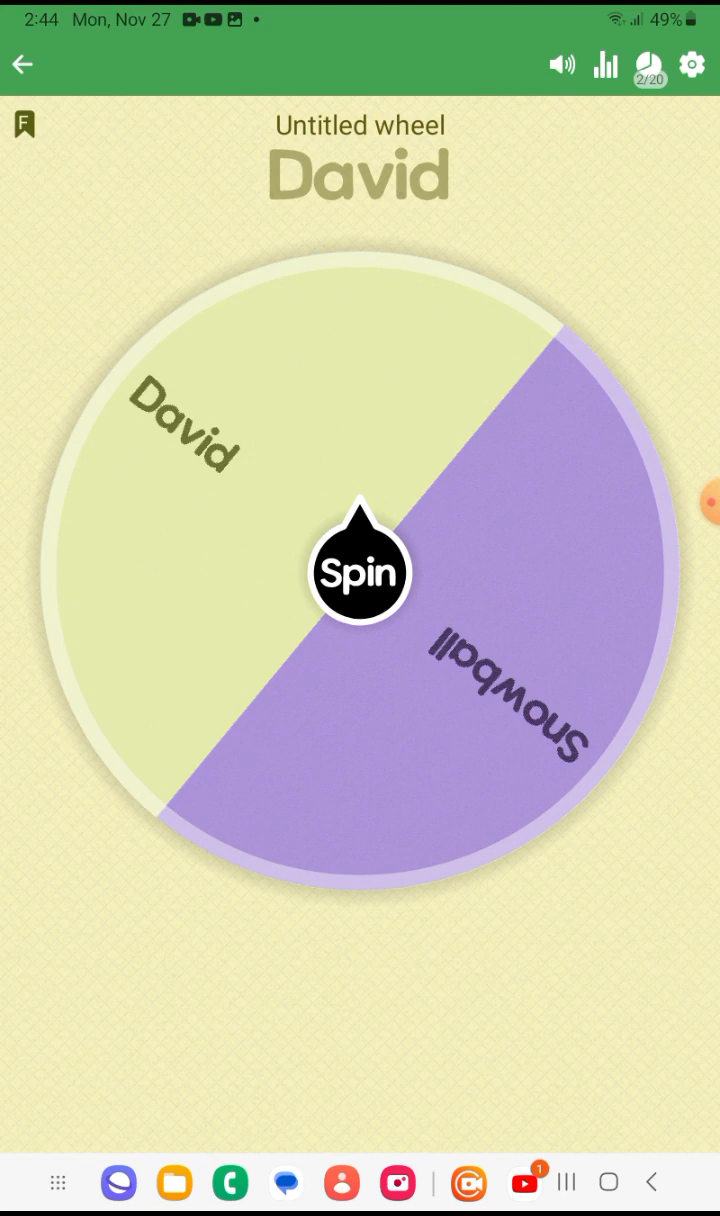 2:44 Mon, Nov 27 49%
2/20
F
Untitled wheel
David
David
Spin
Snowball
1